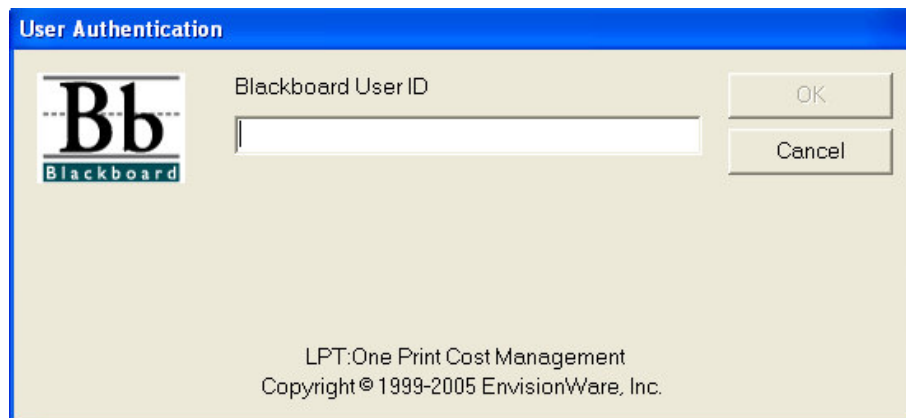 User Authentication
Bb
Blackboard
Blackboard User ID
OK
Cancel
LPT:One Print Cost Management
Copyright © 1999-2005 EnvisionWare, Inc.